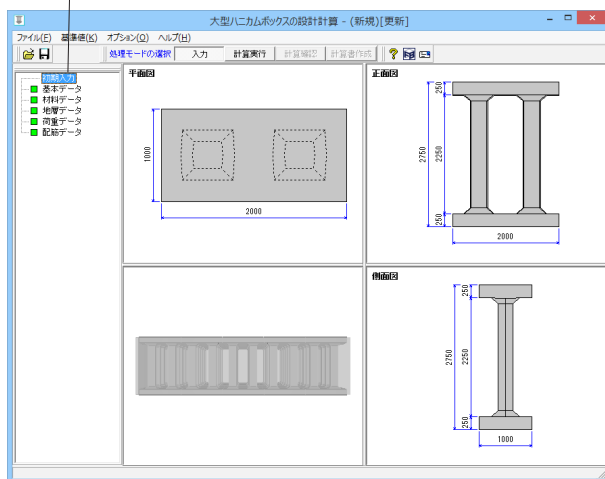 大型ハニカムボックスの設計計算 - (新規)[更新]
ファイル(F) 基準値(K) オプション(O) ヘルプ(H)
処理モードの選択 入力 計算実行 計算確認 計算書作成
初期入力
基本データ
材料データ
地層データ
荷重データ
配筋データ
平面図
1000
2000
正面図
250
2750
2250
250
2000
側面図
250
2750
2250
250
1000